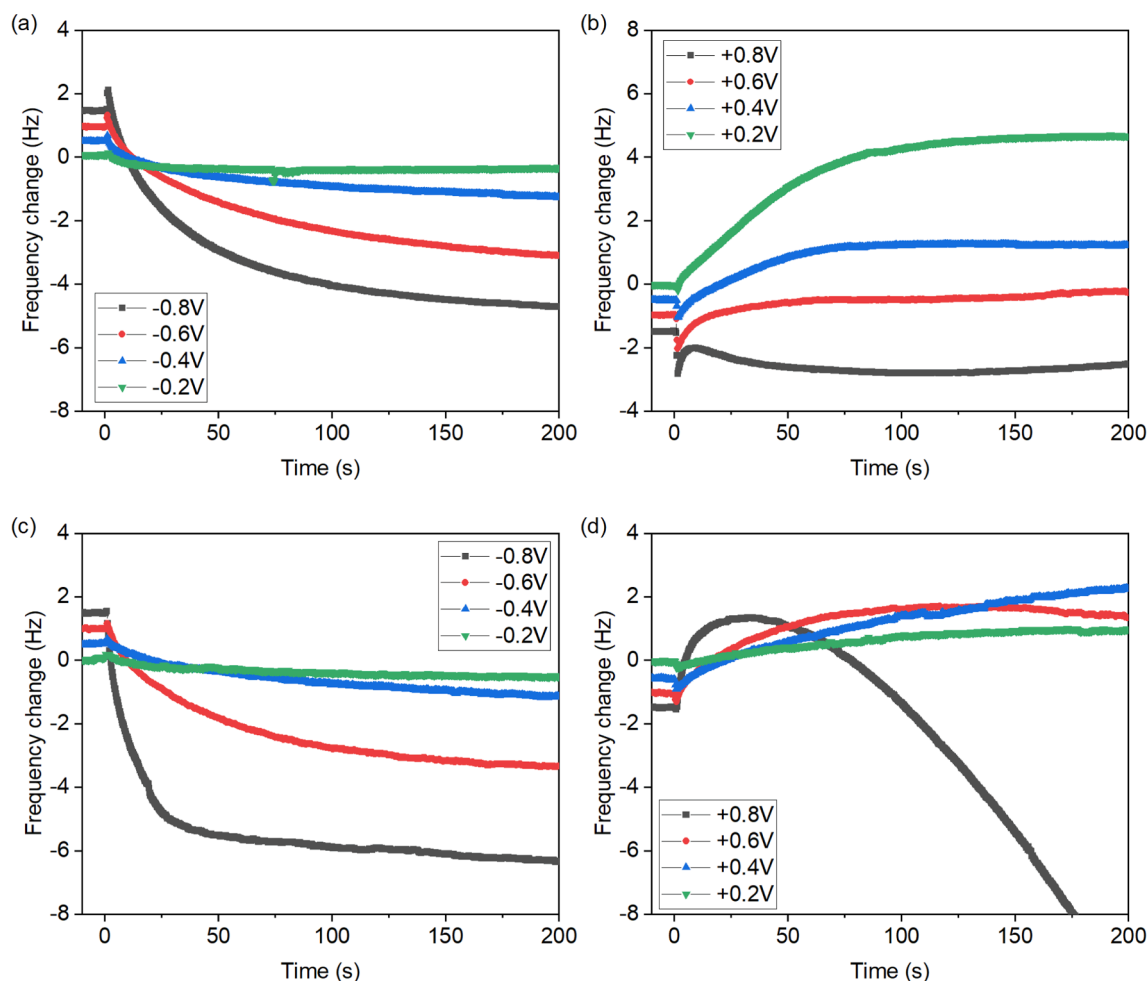 (a)
Frequency change (Hz)
4
2
0
-2
-4
-6
-8
-0.8V
-0.6V
-0.4V
-0.2V
0
50
100
150
200
Time (s)
(b)
Frequency change (Hz)
8
6
4
2
0
-2
-4
+0.8V
+0.6V
+0.4V
+0.2V
0
50
100
150
200
Time (s)
(c)
Frequency change (Hz)
4
2
0
-2
-4
-6
-8
-0.8V
-0.6V
-0.4V
-0.2V
0
50
100
150
200
Time (s)
(d)
Frequency change (Hz)
4
2
0
-2
-4
-6
-8
+0.8V
+0.6V
+0.4V
+0.2V
0
50
100
150
200
Time (s)